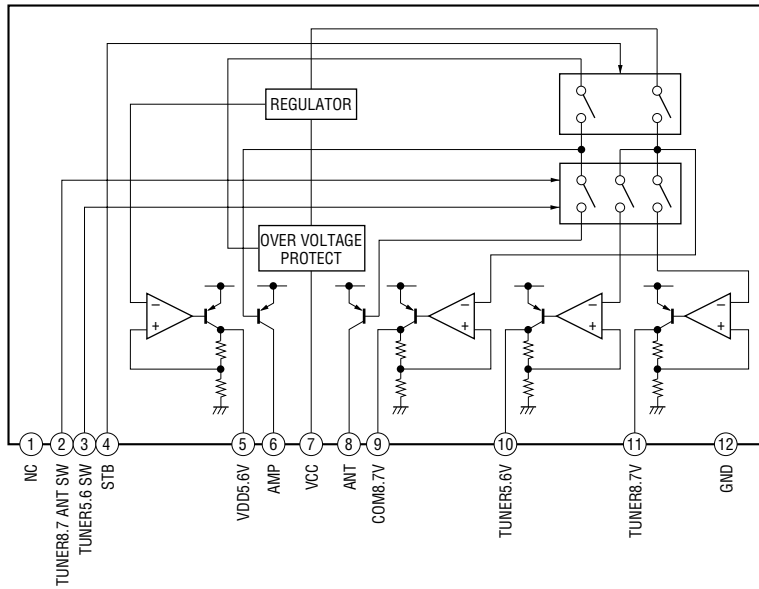 REGULATOR
OVER VOLTAGE
PROTECT
−
+
−
+
−
+
−
+
1
2
3
4
5
6
7
8
9
10
11
12
NC
TUNER8.7 ANT SW
TUNER5.6 SW
STB
VDD5.6V
AMP
VCC
ANT
COM8.7V
TUNER5.6V
TUNER8.7V
GND